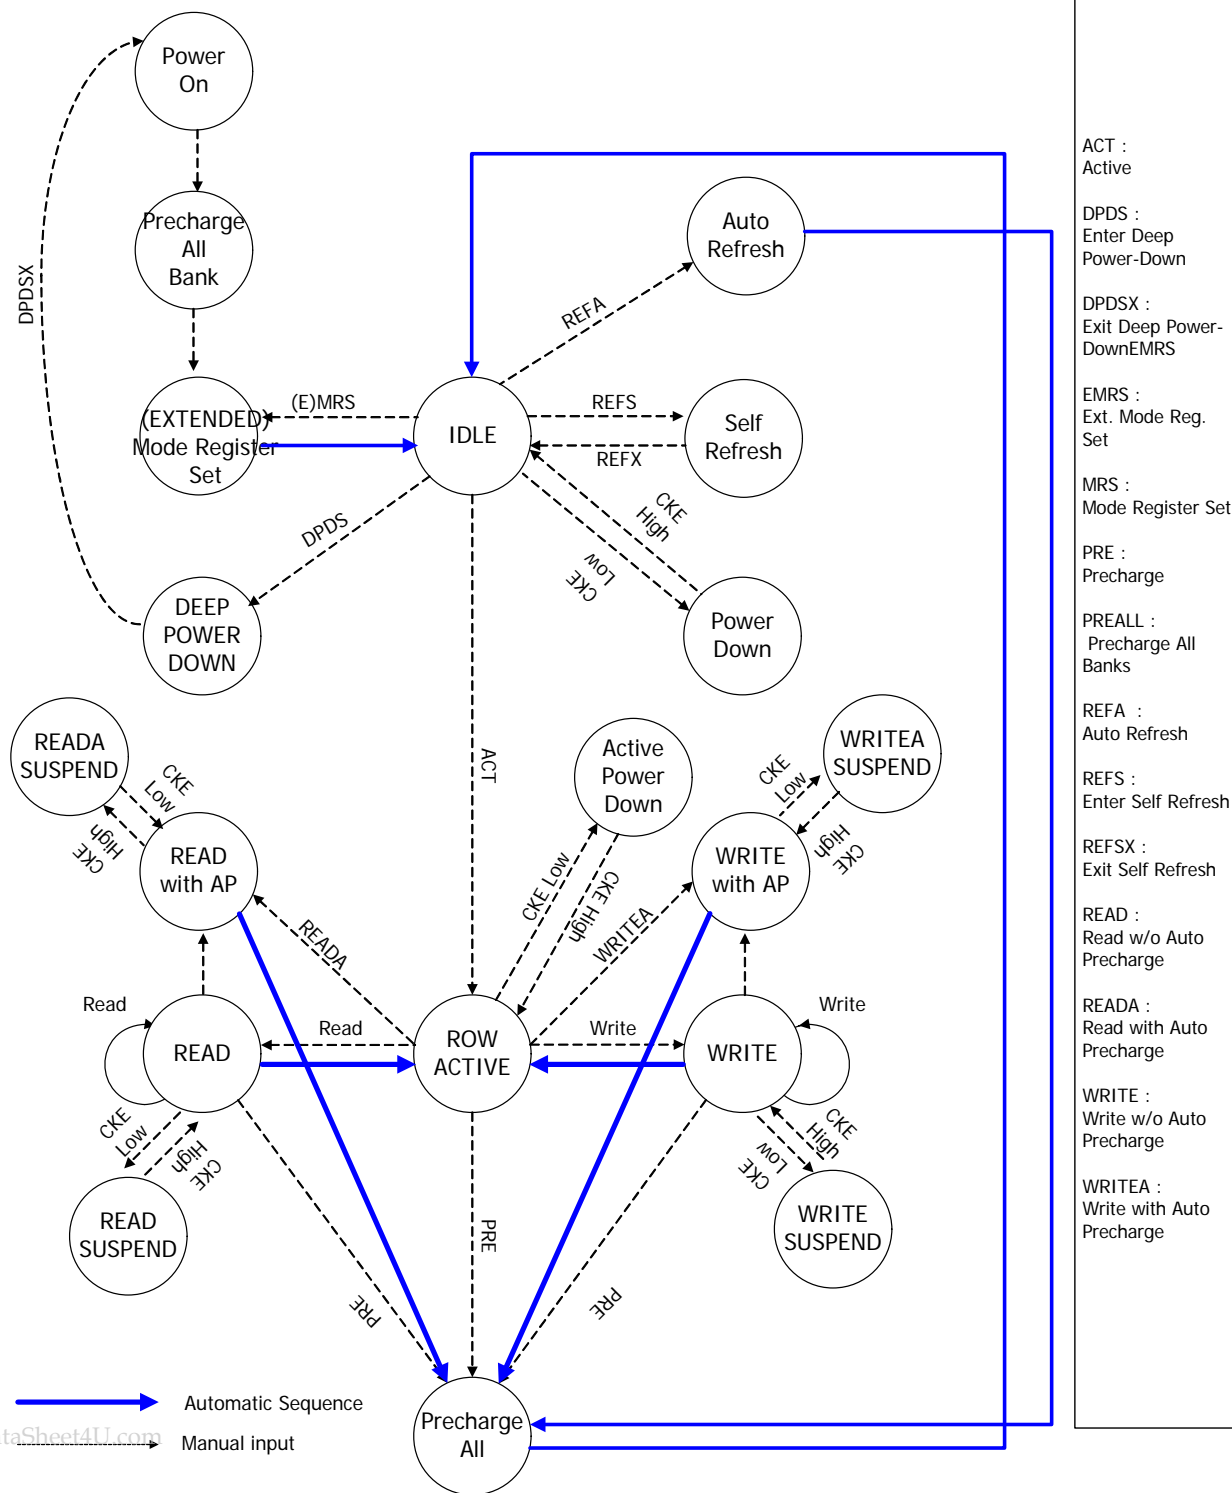 Power
On
Precharge
All
Bank
DPDSX
Auto
Refresh
REFA
(EXTENDED)
Mode Register
Set
(E)MRS
IDLE
REFS
REFX
Self
Refresh
CKE
High
CKE
Low
DPDS
DEEP
POWER
DOWN
Power
Down
READA
SUSPEND
CKE
Low
CKE
High
READ
with AP
ACT
Active
Power
Down
CKE Low
CKE High
WRITEA
SUSPEND
CKE
Low
CKE
High
WRITE
with AP
READA
WRITEA
Read
READ
Read
ROW
ACTIVE
Write
WRITE
Write
CKE
Low
CKE
High
READ
SUSPEND
CKE
High
CKE
Low
WRITE
SUSPEND
PRE
PRE
PRE
Precharge
All
Automatic Sequence
Manual input
taSheet4U.com
ACT :
Active
DPDS :
Enter Deep
Power-Down
DPDSX :
Exit Deep Power-
DownEMRS
EMRS :
Ext. Mode Reg.
Set
MRS :
Mode Register Set
PRE :
Precharge
PREALL :
Precharge All
Banks
REFA :
Auto Refresh
REFS :
Enter Self Refresh
REFSX :
Exit Self Refresh
READ :
Read w/o Auto
Precharge
READA :
Read with Auto
Precharge
WRITE :
Write w/o Auto
Precharge
WRITEA :
Write with Auto
Precharge